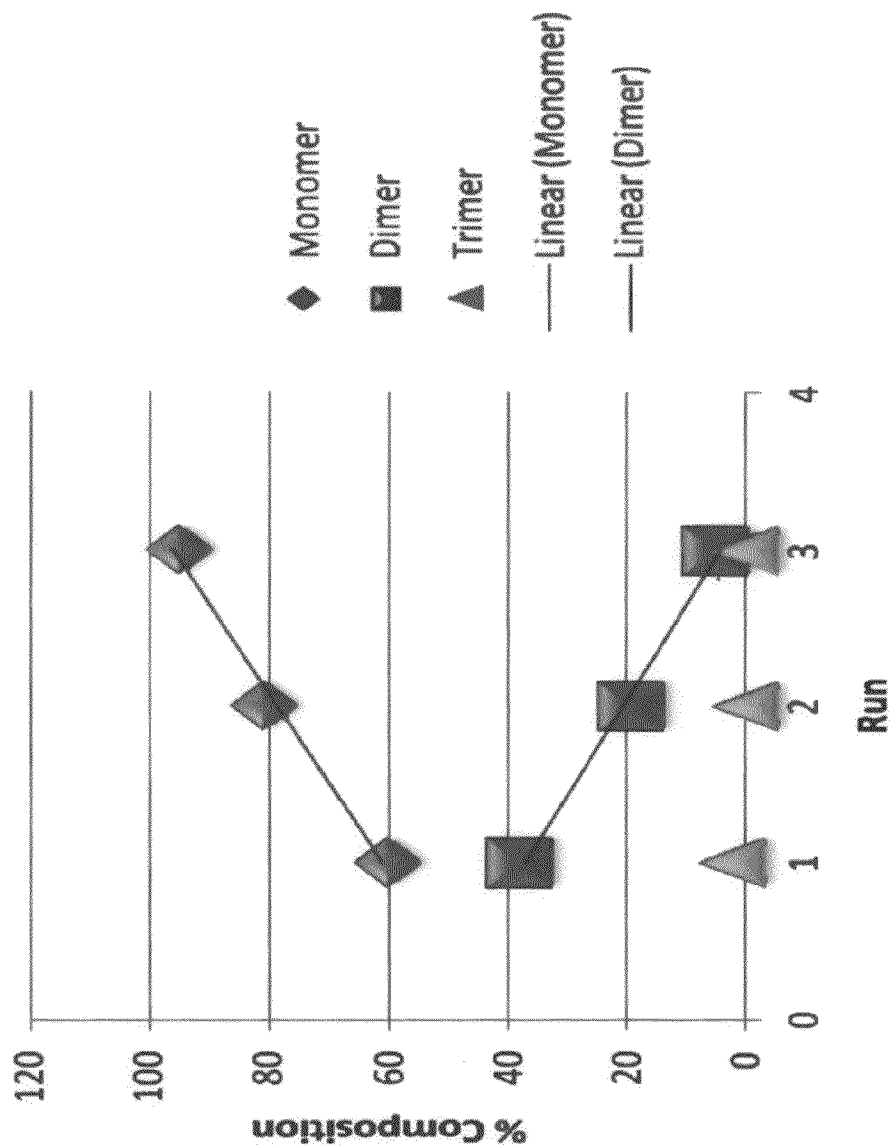 120
100
80
60
40
20
0
% Composition
0
1
2
3
4
Run
Monomer
Dimer
Trimer
Linear (Monomer)
Linear (Dimer)